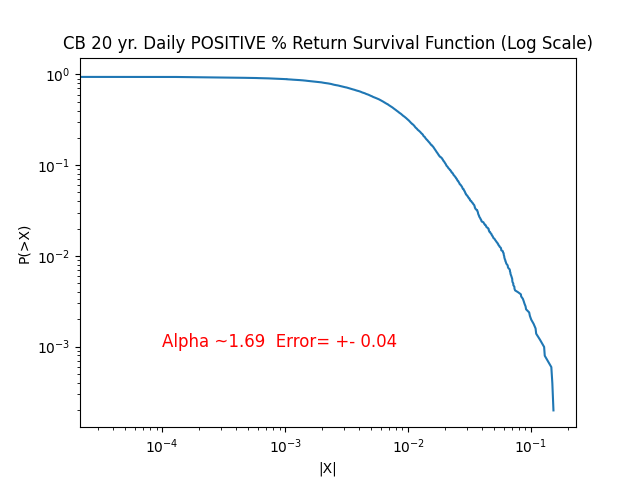 CB 20 yr. Daily POSITIVE % Return Survival Function (Log Scale)
10⁰
10⁻¹
10⁻²
10⁻³
P(>X)
Alpha ~1.69  Error= +- 0.04
10⁻⁴ 10⁻³ 10⁻² 10⁻¹
|X|